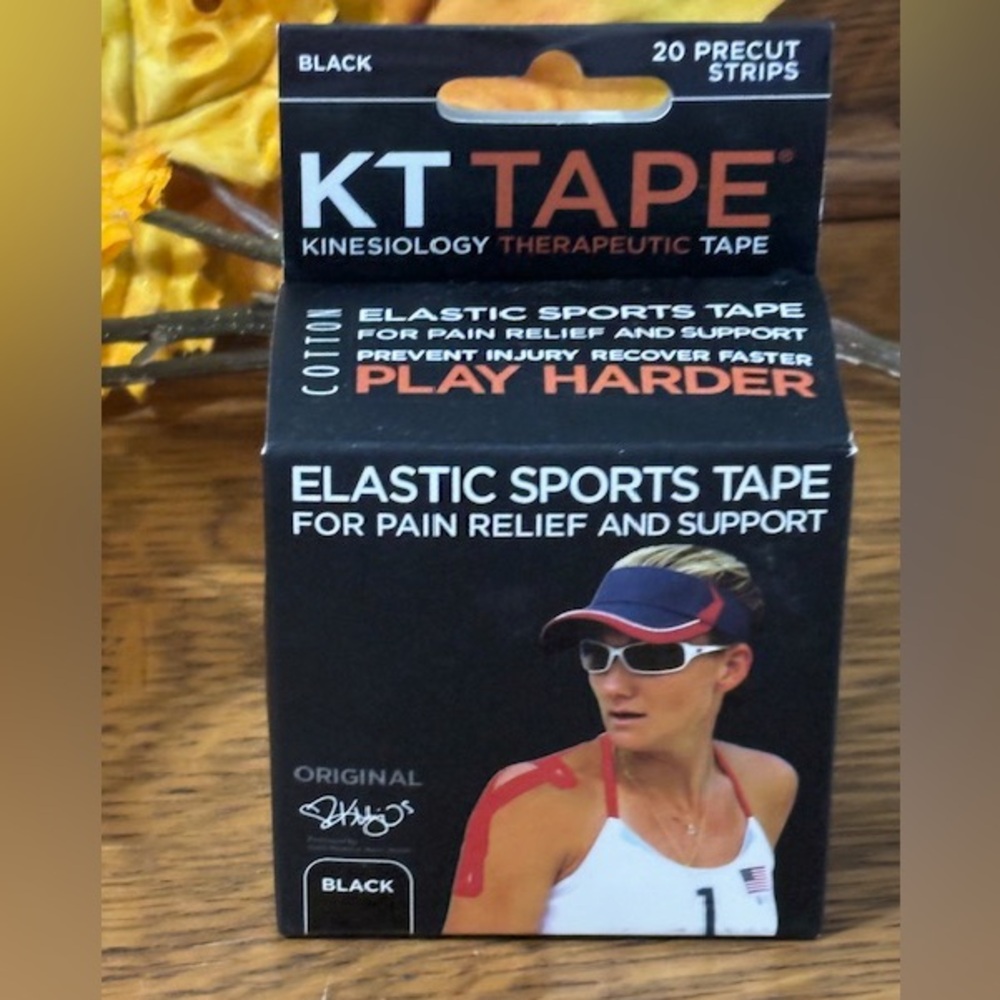 BLACK
20 PRECUT
STRIPS
KT TAPE®
KINESIOLOGY THERAPEUTIC TAPE
COTTON
ELASTIC SPORTS TAPE
FOR PAIN RELIEF AND SUPPORT
PREVENT INJURY RECOVER FASTER
PLAY HARDER
ELASTIC SPORTS TAPE
FOR PAIN RELIEF AND SUPPORT
ORIGINAL
BLACK
1